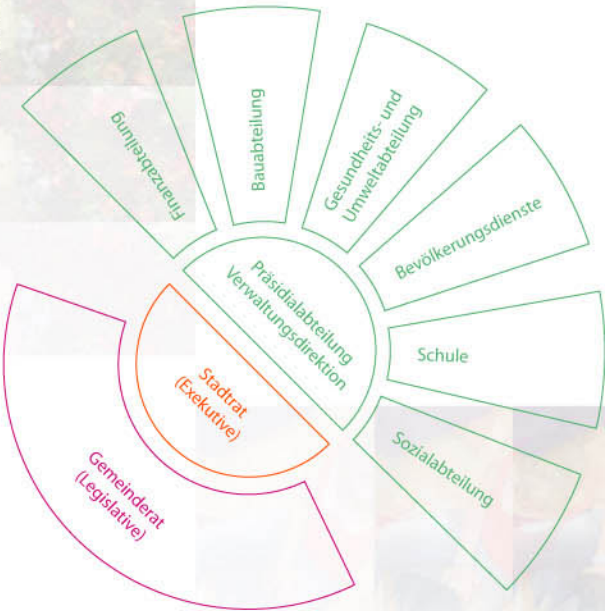 Finanzabteilung
Bauabteilung
Gesundheits- und
Umweltabteilung
Bevölkerungsdienste
Schule
Sozialabteilung
Präsidialabteilung
Verwaltungsdirektion
Stadtrat
(Exekutive)
Gemeinderat
(Legislative)